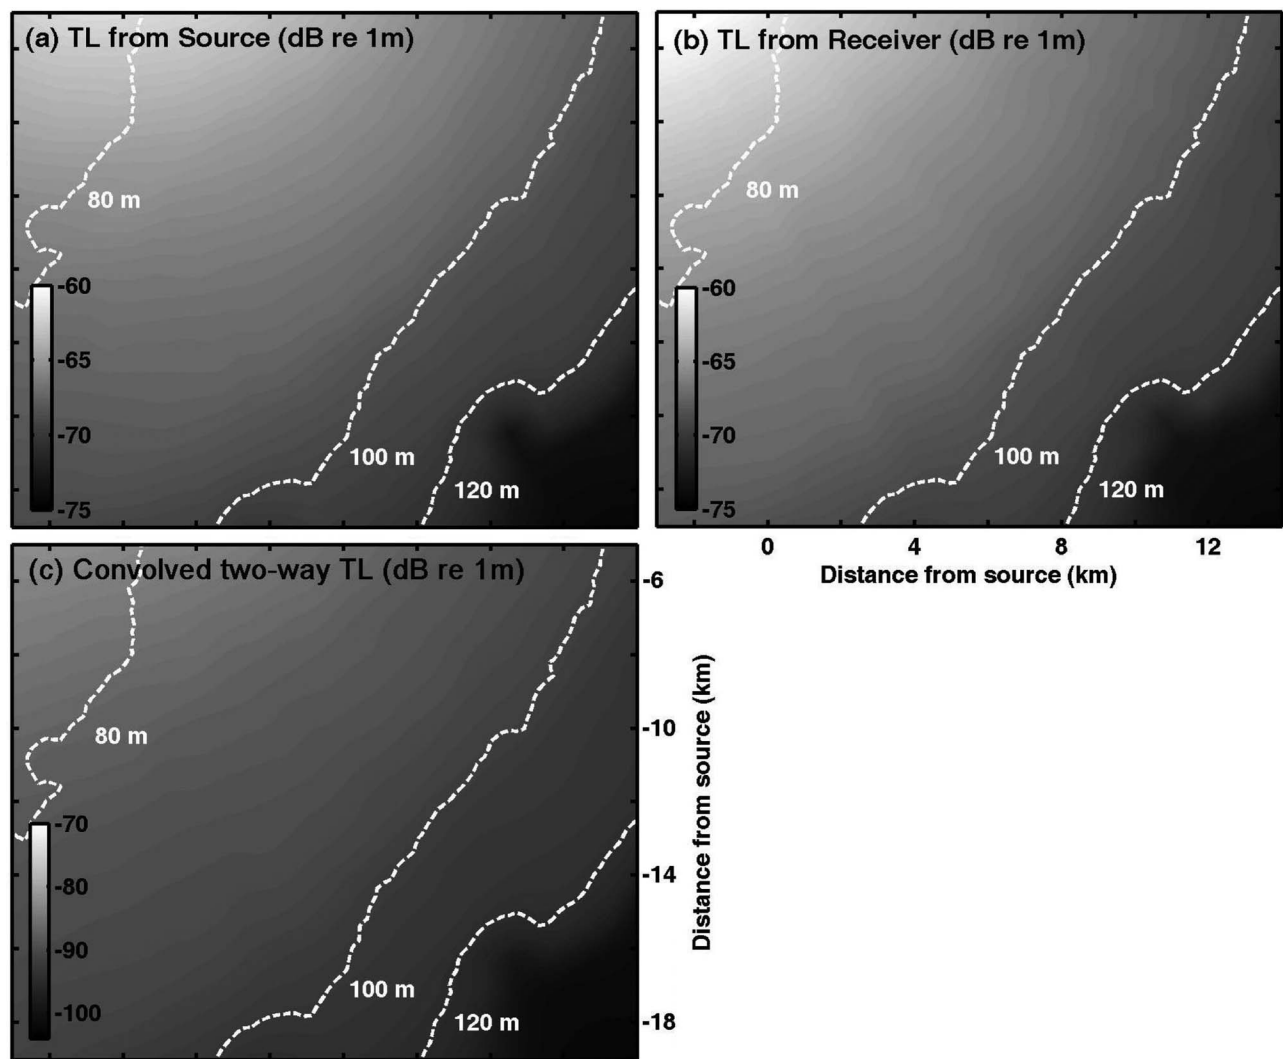 (a) TL from Source (dB re 1m)
80 m
-60
-65
-70
-75
100 m
120 m
(b) TL from Receiver (dB re 1m)
80 m
-60
-65
-70
-75
100 m
120 m
0 4 8 12
Distance from source (km)
(c) Convolved two-way TL (dB re 1m)
80 m
-70
-80
-90
-100
100 m
120 m
-6
-10
-14
-18
Distance from source (km)